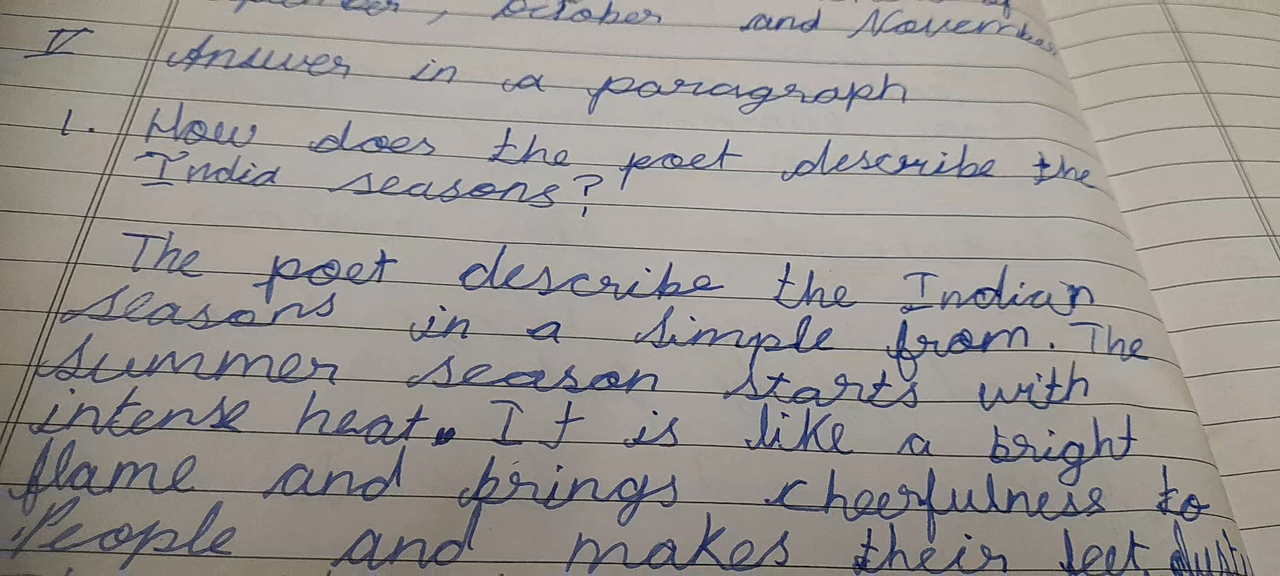 October and November
V Answer in a paragraph
1. How does the poet describe the
India seasons?
The poet describe the Indian
seasons in a simple from. The
summer season starts with
intense heat. It is like a bright
flame and brings cheerfulness to
People and makes their feet dusty